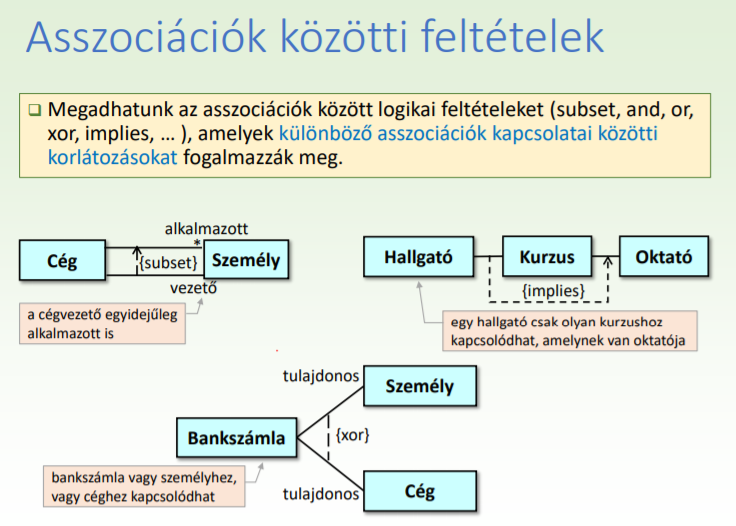 Asszociációk közötti feltételek
Megadhatunk az asszociációk között logikai feltételeket (subset, and, or,
xor, implies, … ), amelyek különböző asszociációk kapcsolatai közötti
korlátozásokat fogalmazzák meg.
alkalmazott
*
Cég
{subset}
Személy
vezető
a cégvezető egyidejűleg
alkalmazott is
Hallgató
Kurzus
Oktató
{implies}
egy hallgató csak olyan kurzushoz
kapcsolódhat, amelynek van oktatója
tulajdonos
Személy
Bankszámla
{xor}
bankszámla vagy személyhez,
vagy céghez kapcsolódhat
tulajdonos
Cég